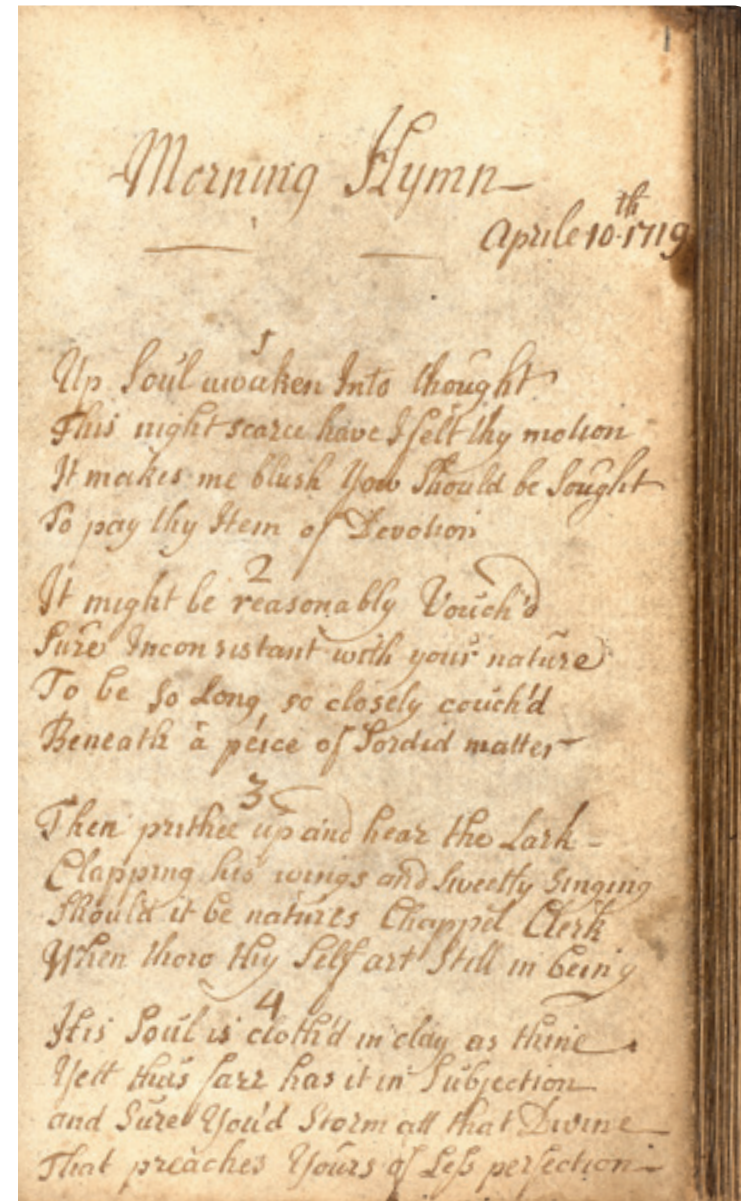 1
Morning Hymn
Aprile 10th 1719
1
Up Soul awaken Into thought
This night scarce have I felt thy motion
It makes me blush You Should be Sought
To pay thy Item of Devotion
2
It might be reasonably Vouch'd
Sure Inconsistant with your nature
To be so Long, so closely couch'd
Beneath a peice of Sordid matter
3
Then prithee up and hear the Lark
Clapping his wings and Sweetly Singing
Should it be natures Chappel Clerk
When thow thy Self art Still in being
4
His Soul is cloth'd in clay as thine
Yett thus farr has it in Subjection
and Sure You'd Storm att that Divine
That preaches Yours of Less perfection